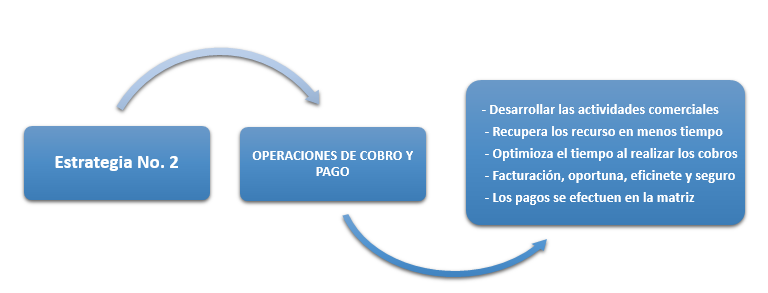 Estrategia No. 2
OPERACIONES DE COBRO Y
PAGO
- Desarrollar las actividades comerciales
- Recupera los recurso en menos tiempo
- Optimioza el tiempo al realizar los cobros
- Facturación, oportuna, eficinete y seguro
- Los pagos se efectuen en la matriz